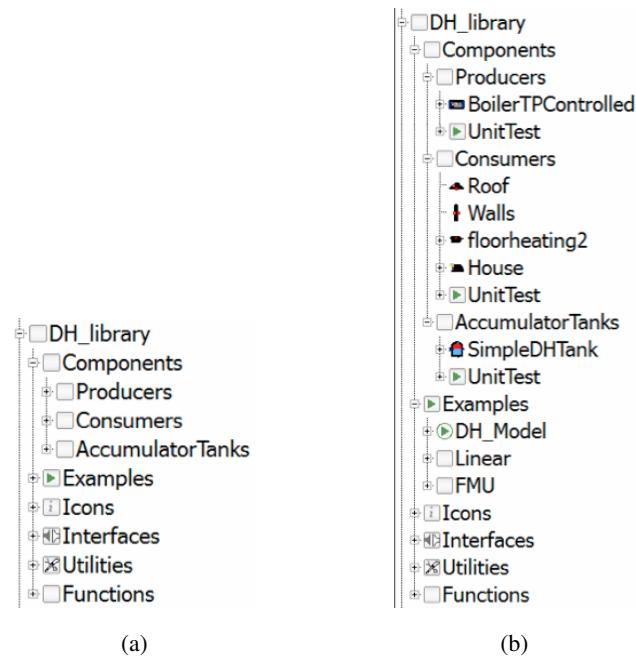 DH_library
Components
Producers
Consumers
AccumulatorTanks
Examples
Icons
Interfaces
Utilities
Functions
(a)
DH_library
Components
Producers
BoilerTPControlled
UnitTest
Consumers
Roof
Walls
floorheating2
House
UnitTest
AccumulatorTanks
SimpleDHTank
UnitTest
Examples
DH_Model
Linear
FMU
Icons
Interfaces
Utilities
Functions
(b)